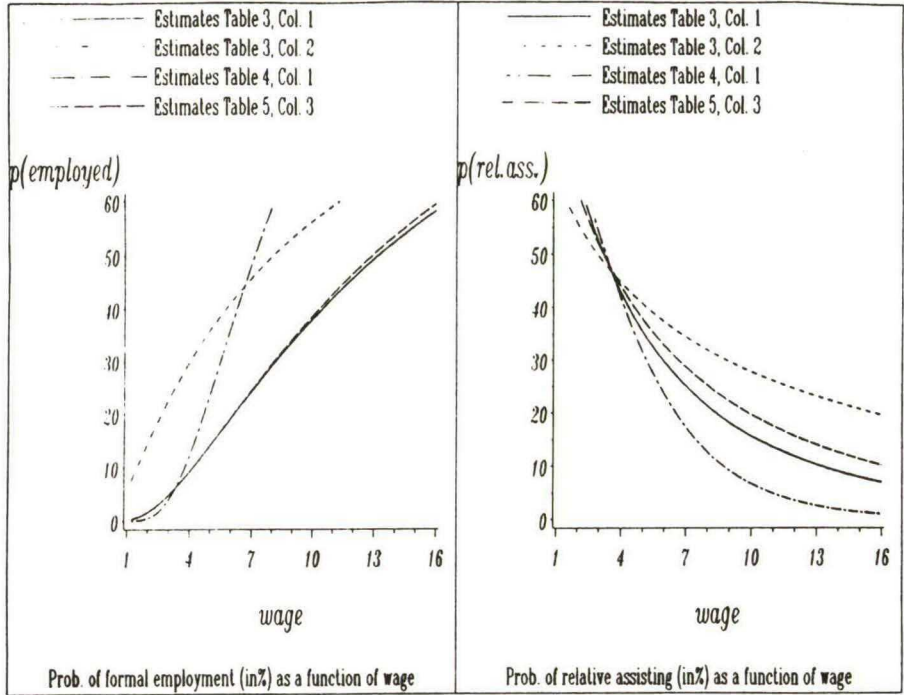 Estimates Table 3, Col. 1
Estimates Table 3, Col. 2
Estimates Table 4, Col. 1
Estimates Table 5, Col. 3
p(employed)
60
50
40
30
20
10
0
1 4 7 10 13 16
wage
Prob. of formal employment (in%) as a function of wage
Estimates Table 3, Col. 1
Estimates Table 3, Col. 2
Estimates Table 4, Col. 1
Estimates Table 5, Col. 3
p(rel.ass.)
60
50
40
30
20
10
0
1 4 7 10 13 16
wage
Prob. of relative assisting (in%) as a function of wage